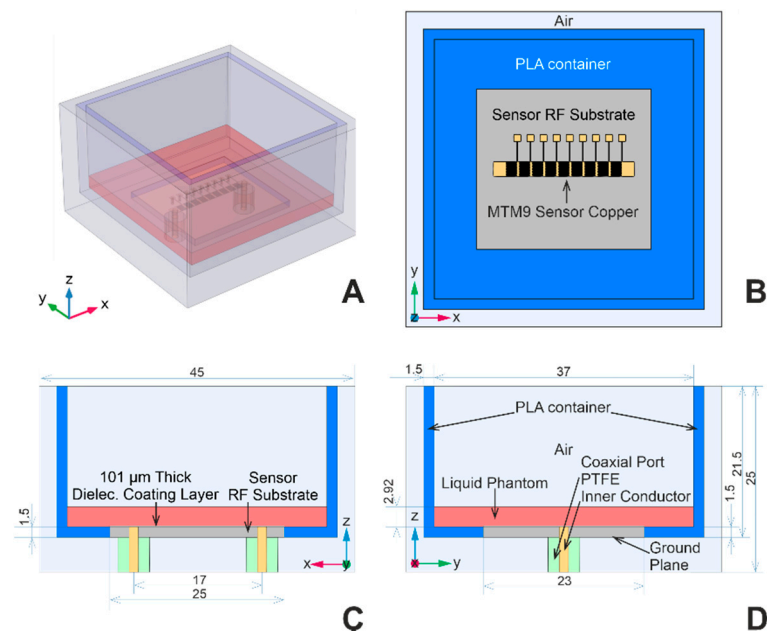 z
y
x
A
Air
PLA container
Sensor RF Substrate
MTM9 Sensor Copper
y
z
x
B
45
101 µm Thick
Dielec. Coating Layer
Sensor
RF Substrate
1.5
z
x
y
17
25
C
1.5
37
PLA container
Air
Coaxial Port
PTFE
Inner Conductor
Liquid Phantom
2.92
1.5
21.5
25
z
x
y
Ground
Plane
23
D